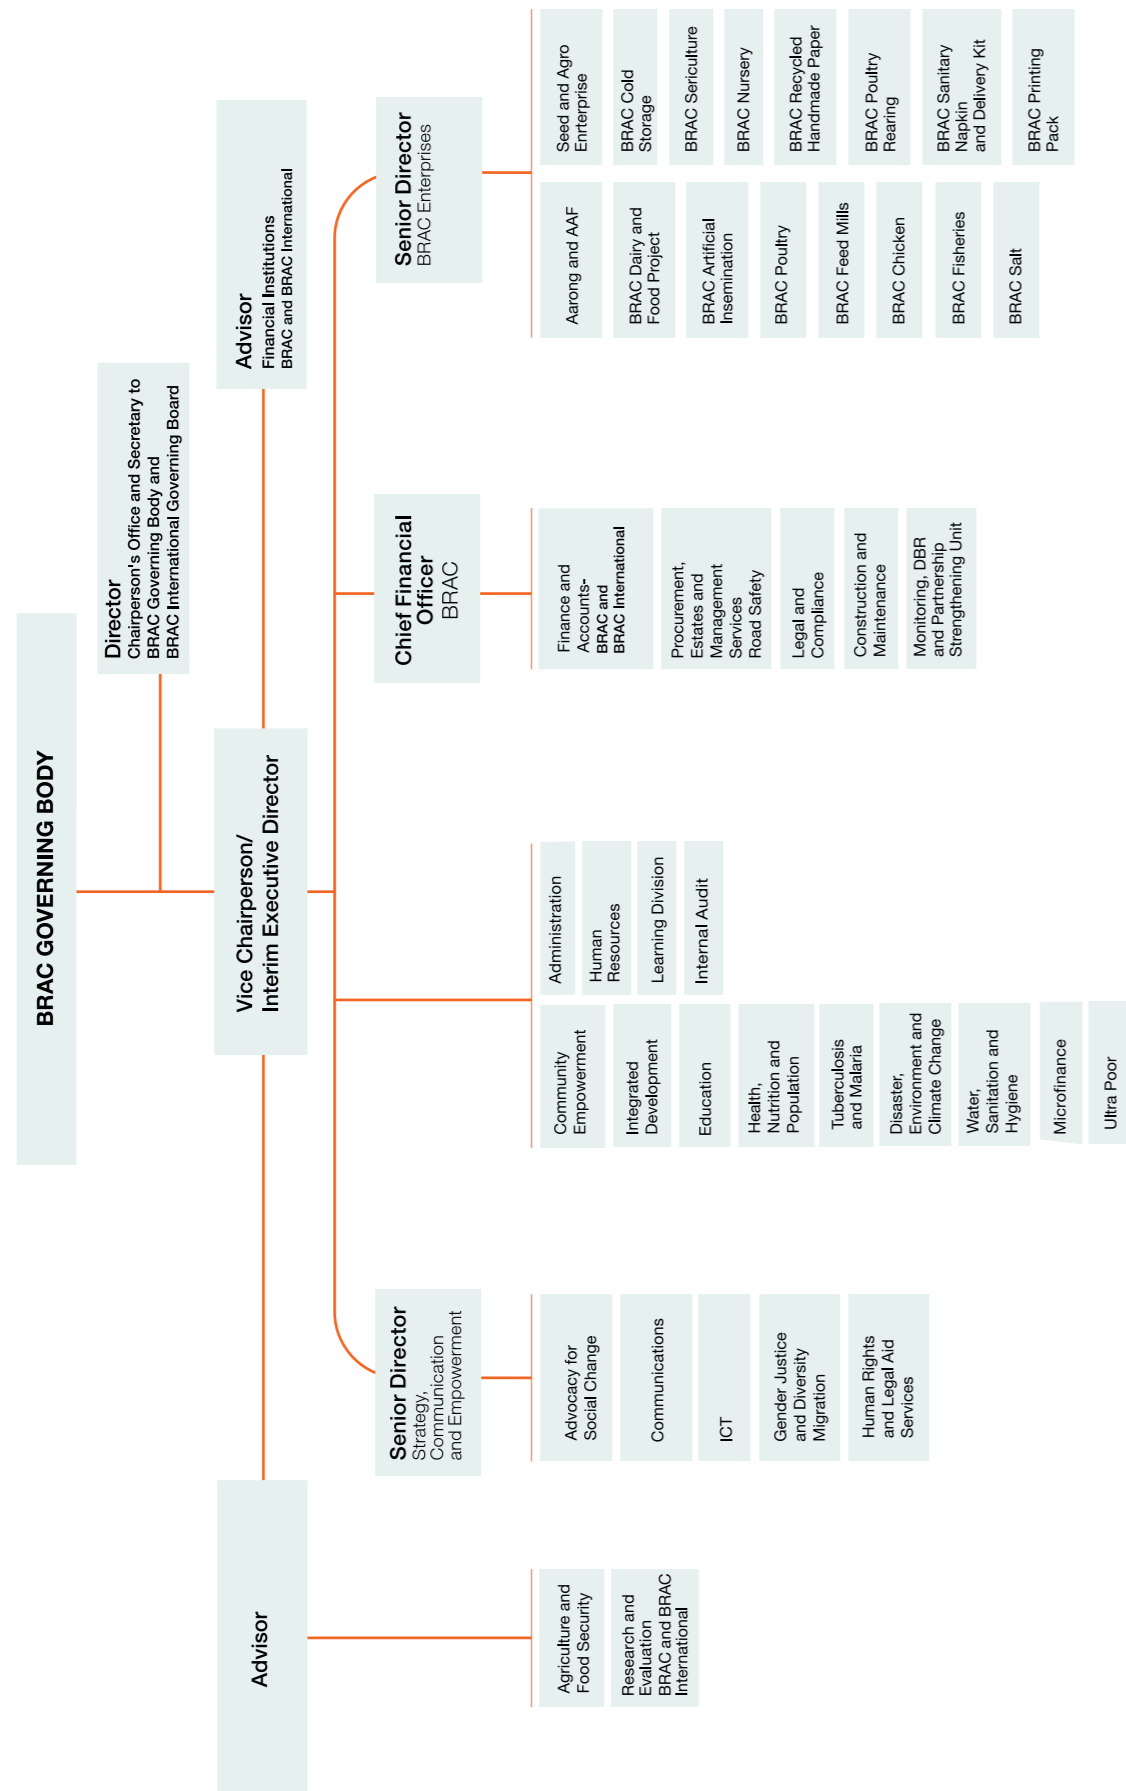 BRAC GOVERNING BODY
Director
Chairperson's Office and Secretary to
BRAC Governing Body and
BRAC International Governing Board
Advisor
Vice Chairperson/
Interim Executive Director
Advisor
Financial Institutions
BRAC and BRAC International
Senior Director
Strategy,
Communication
and Empowerment
Chief Financial
Officer
BRAC
Senior Director
BRAC Enterprises
Agriculture and
Food Security
Research and
Evaluation
BRAC and BRAC
International
Advocacy for
Social Change
Communications
ICT
Gender Justice
and Diversity
Migration
Human Rights
and Legal Aid
Services
Community
Empowerment
Integrated
Development
Education
Health,
Nutrition and
Population
Tuberculosis
and Malaria
Disaster,
Environment and
Climate Change
Water,
Sanitation and
Hygiene
Microfinance
Ultra Poor
Administration
Human
Resources
Learning Division
Internal Audit
Finance and
Accounts-
BRAC and
BRAC International
Procurement,
Estates and
Management
Services
Road Safety
Legal and
Compliance
Construction and
Maintenance
Monitoring, DBR
and Partnership
Strengthening Unit
Aarong and AAF
BRAC Dairy and
Food Project
BRAC Artificial
Insemination
BRAC Poultry
BRAC Feed Mills
BRAC Chicken
BRAC Fisheries
BRAC Salt
Seed and Agro
Enrterprise
BRAC Cold
Storage
BRAC Sericulture
BRAC Nursery
BRAC Recycled
Handmade Paper
BRAC Poultry
Rearing
BRAC Sanitary
Napkin
and Delivery Kit
BRAC Printing
Pack